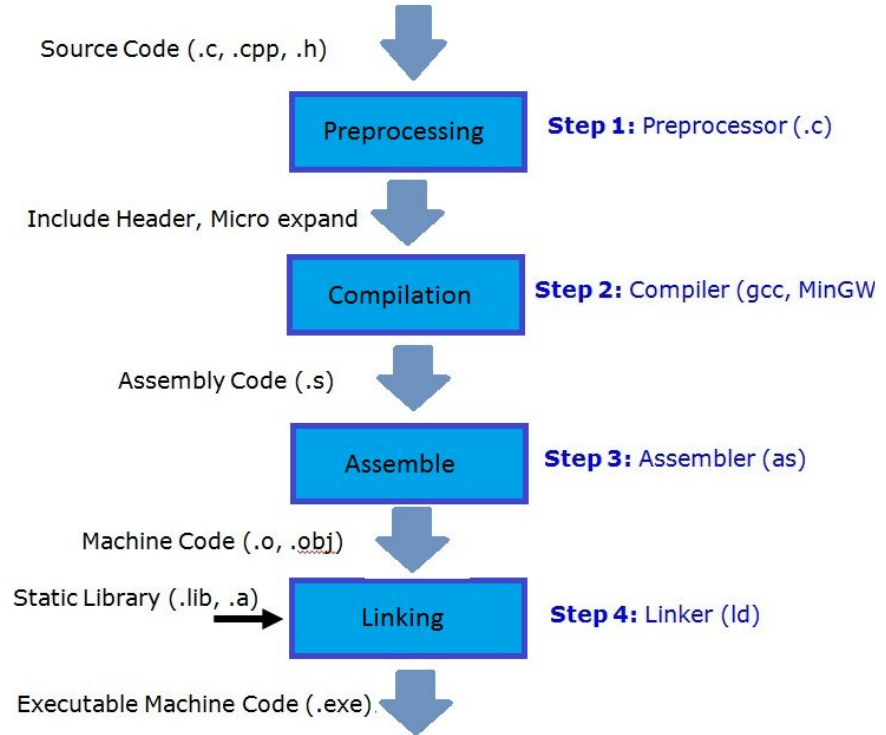 Source Code (.c, .cpp, .h)
Preprocessing
Step 1: Preprocessor (.c)
Include Header, Micro expand
Compilation
Step 2: Compiler (gcc, MinGW
Assembly Code (.s)
Assemble
Step 3: Assembler (as)
Machine Code (.o, .obj)
Static Library (.lib, .a)
Linking
Step 4: Linker (ld)
Executable Machine Code (.exe)